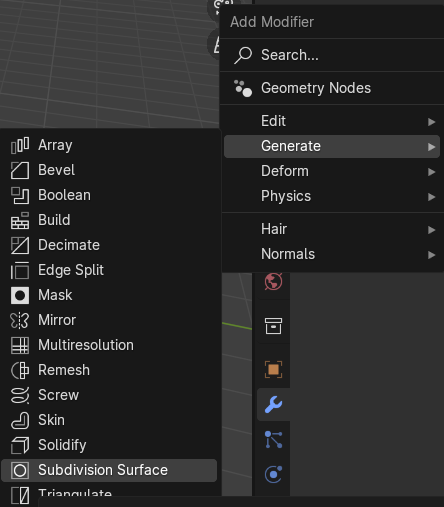 Add Modifier
Search...
Geometry Nodes
Edit
Generate
Deform
Physics
Hair
Normals
Array
Bevel
Boolean
Build
Decimate
Edge Split
Mask
Mirror
Multiresolution
Remesh
Screw
Skin
Solidify
Subdivision Surface
Triangulate